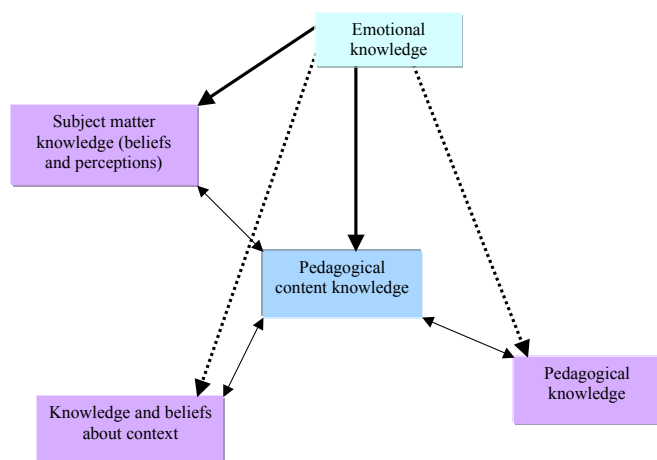 Emotional
knowledge
Subject matter
knowledge (beliefs
and perceptions)
Pedagogical
content knowledge
Pedagogical
knowledge
Knowledge and beliefs
about context